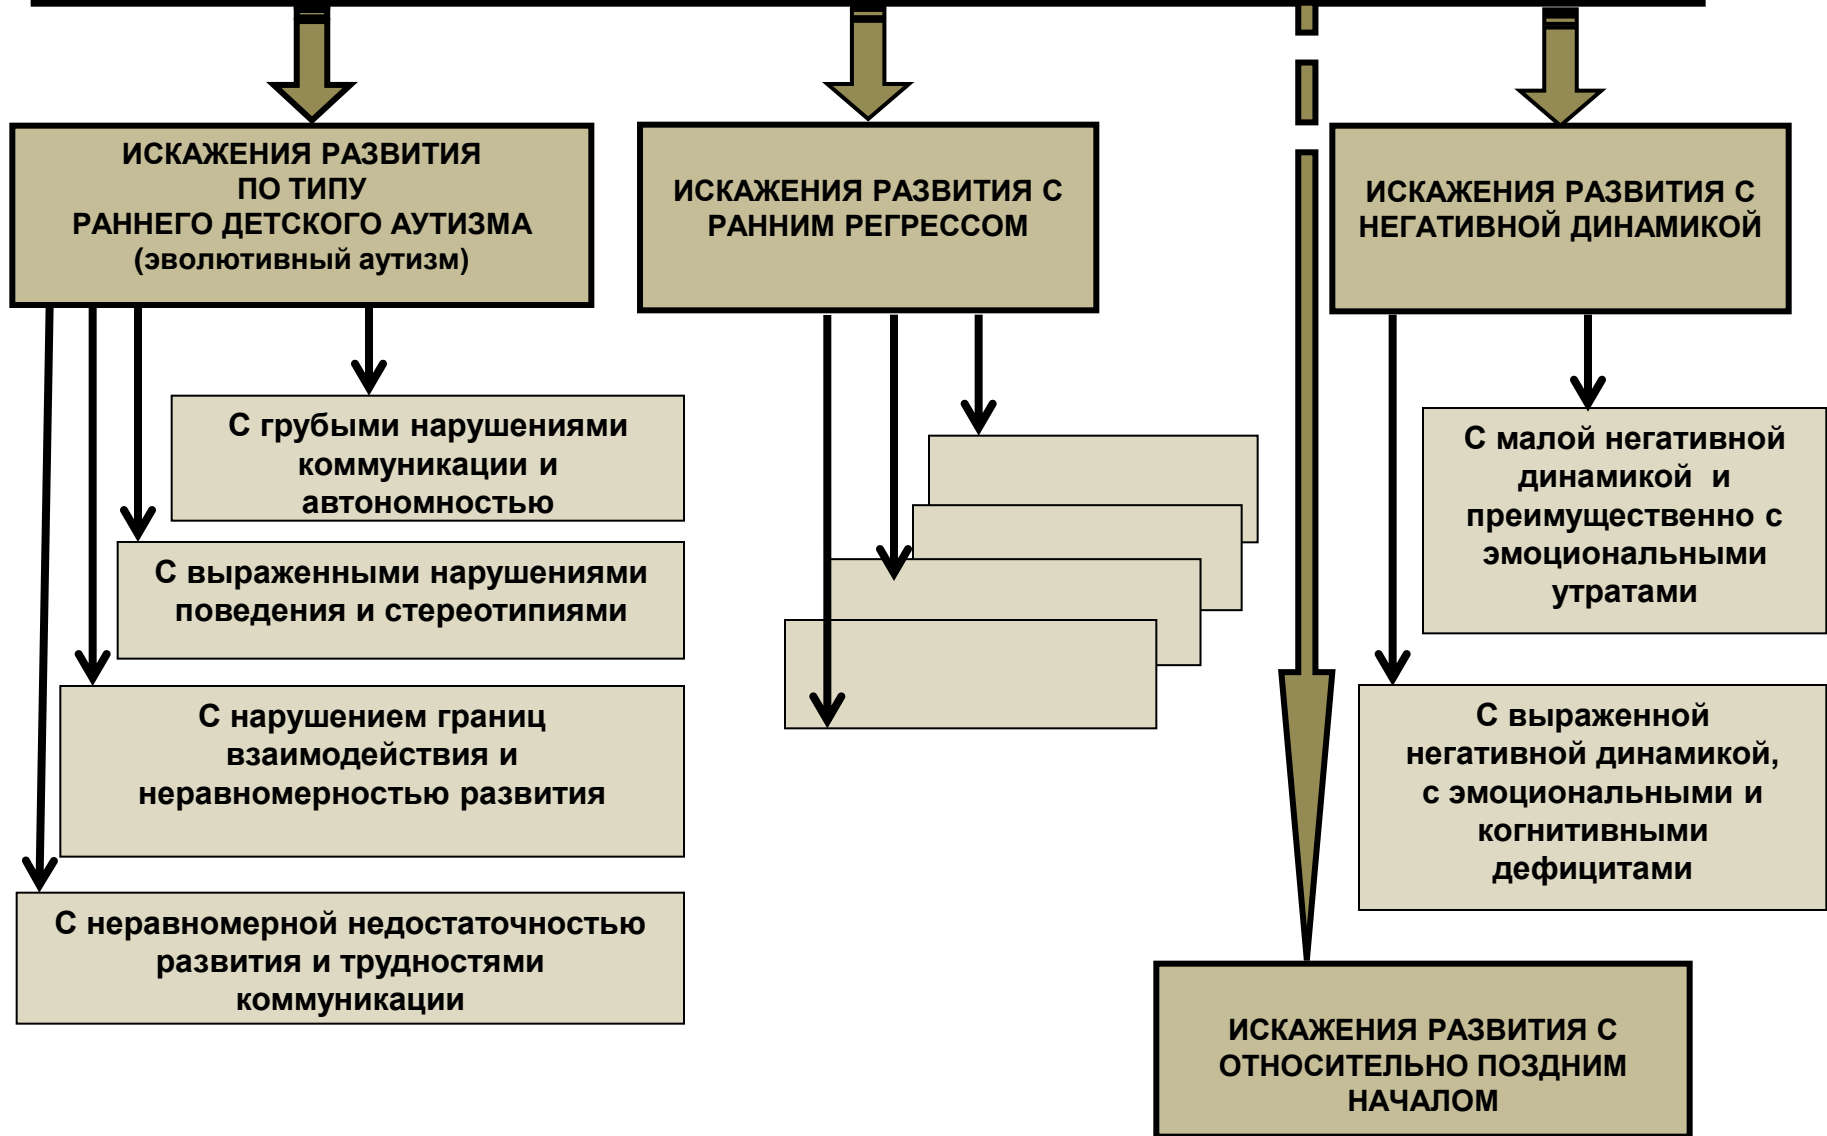 ИСКАЖЕНИЯ РАЗВИТИЯ
ПО ТИПУ
РАННЕГО ДЕТСКОГО АУТИЗМА
(эволютивный аутизм)
С грубыми нарушениями
коммуникации и
автономностью
С выраженными нарушениями
поведения и стереотипиями
С нарушением границ
взаимодействия и
неравномерностью развития
С неравномерной недостаточностью
развития и трудностями
коммуникации
ИСКАЖЕНИЯ РАЗВИТИЯ С
РАННИМ РЕГРЕССОМ
ИСКАЖЕНИЯ РАЗВИТИЯ С
НЕГАТИВНОЙ ДИНАМИКОЙ
С малой негативной
динамикой и
преимущественно с
эмоциональными
утратами
С выраженной
негативной динамикой,
с эмоциональными и
когнитивными
дефицитами
ИСКАЖЕНИЯ РАЗВИТИЯ С
ОТНОСИТЕЛЬНО ПОЗДНИМ
НАЧАЛОМ